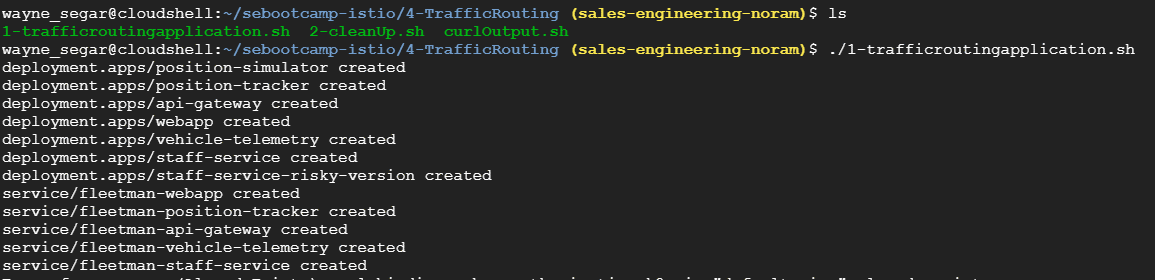 wayne_segar@cloudshell:~/sebootcamp-istio/4-TrafficRouting (sales-engineering-noram)$ ls
1-trafficroutingapplication.sh  2-cleanUp.sh  curlOutput.sh
wayne_segar@cloudshell:~/sebootcamp-istio/4-TrafficRouting (sales-engineering-noram)$ ./1-trafficroutingapplication.sh
deployment.apps/position-simulator created
deployment.apps/position-tracker created
deployment.apps/api-gateway created
deployment.apps/webapp created
deployment.apps/vehicle-telemetry created
deployment.apps/staff-service created
deployment.apps/staff-service-risky-version created
service/fleetman-webapp created
service/fleetman-position-tracker created
service/fleetman-api-gateway created
service/fleetman-vehicle-telemetry created
service/fleetman-staff-service created